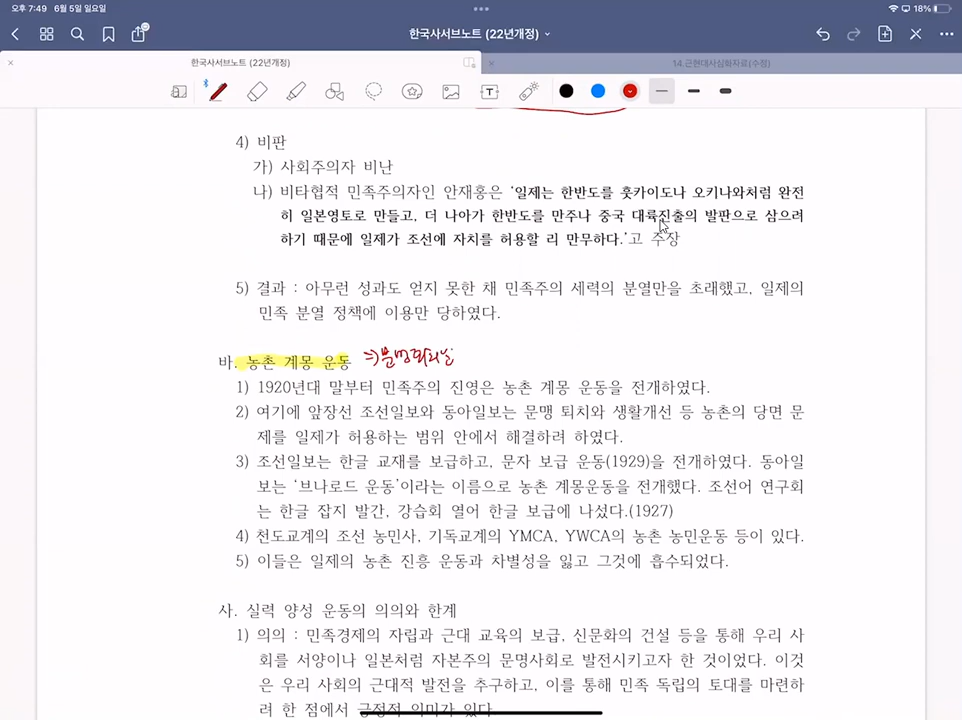 오후 7:49 6월 5일 일요일
18%
한국사서브노트 (22년개정)
한국사서브노트 (22년개정)
14.근현대사심화자료(수정)
4) 비판
가) 사회주의자 비난
나) 비타협적 민족주의자인 안재홍은 '일제는 한반도를 훗카이도나 오키나와처럼 완전
히 일본영토로 만들고, 더 나아가 한반도를 만주나 중국 대륙진출의 발판으로 삼으려
하기 때문에 일제가 조선에 자치를 허용할 리 만무하다.'고 주장
5) 결과 : 아무런 성과도 얻지 못한 채 민족주의 세력의 분열만을 초래했고, 일제의
민족 분열 정책에 이용만 당하였다.
바. 농촌 계몽 운동
1) 1920년대 말부터 민족주의 진영은 농촌 계몽 운동을 전개하였다.
2) 여기에 앞장선 조선일보와 동아일보는 문맹 퇴치와 생활개선 등 농촌의 당면 문
제를 일제가 허용하는 범위 안에서 해결하려 하였다.
3) 조선일보는 한글 교재를 보급하고, 문자 보급 운동(1929)을 전개하였다. 동아일
보는 '브나로드 운동'이라는 이름으로 농촌 계몽운동을 전개했다. 조선어 연구회
는 한글 잡지 발간, 강습회 열어 한글 보급에 나섰다.(1927)
4) 천도교계의 조선 농민사, 기독교계의 YMCA, YWCA의 농촌 농민운동 등이 있다.
5) 이들은 일제의 농촌 진흥 운동과 차별성을 잃고 그것에 흡수되었다.
사. 실력 양성 운동의 의의와 한계
1) 의의 : 민족경제의 자립과 근대 교육의 보급, 신문화의 건설 등을 통해 우리 사
회를 서양이나 일본처럼 자본주의 문명사회로 발전시키고자 한 것이었다. 이것
은 우리 사회의 근대적 발전을 추구하고, 이를 통해 민족 독립의 토대를 마련하
려 한 점에서 긍정적 의미가 있다.